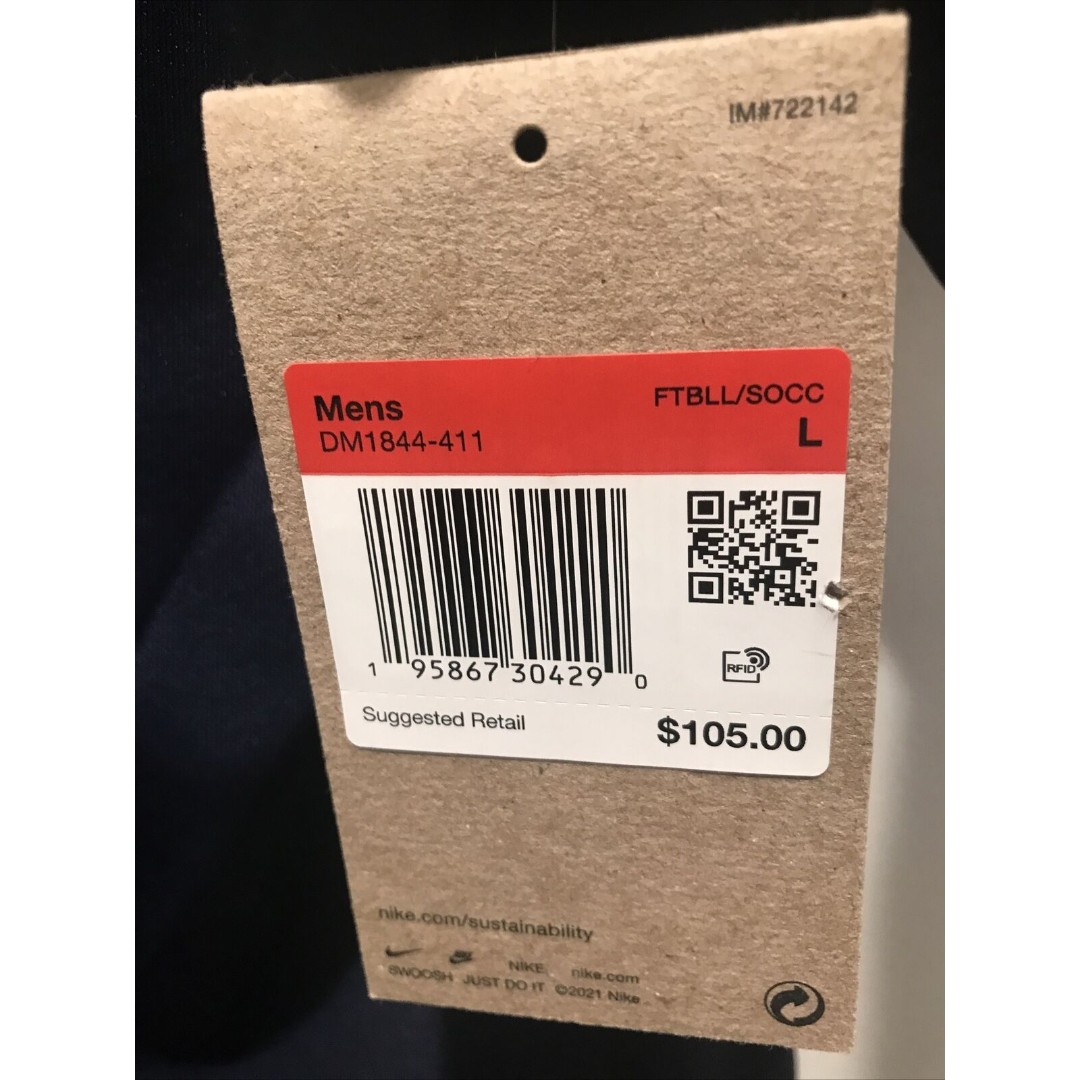 IM#722142
Mens
FTBLL/SOCC
DM1844-411
L
1 95867 30429 0
RFID
Suggested Retail
$105.00
nike.com/sustainability
NIKE nike.com
SWOOSH JUST DO IT ©2021 Nike